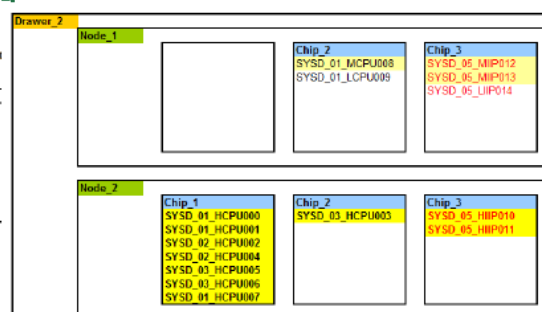 Drawer_2
Node_1
Chip_2
SYSD_01_MCPU008
SYSD_01_LCPU009
Chip_3
SYSD_05_MIIP012
SYSD_05_MIIP013
SYSD_05_LIIP014
Node_2
Chip_1
SYSD_01_HCPU000
SYSD_01_HCPU001
SYSD_02_HCPU002
SYSD_02_HCPU004
SYSD_03_HCPU005
SYSD_03_HCPU006
SYSD_01_HCPU007
Chip_2
SYSD_03_HCPU003
Chip_3
SYSD_05_HIIP010
SYSD_05_HIIP011